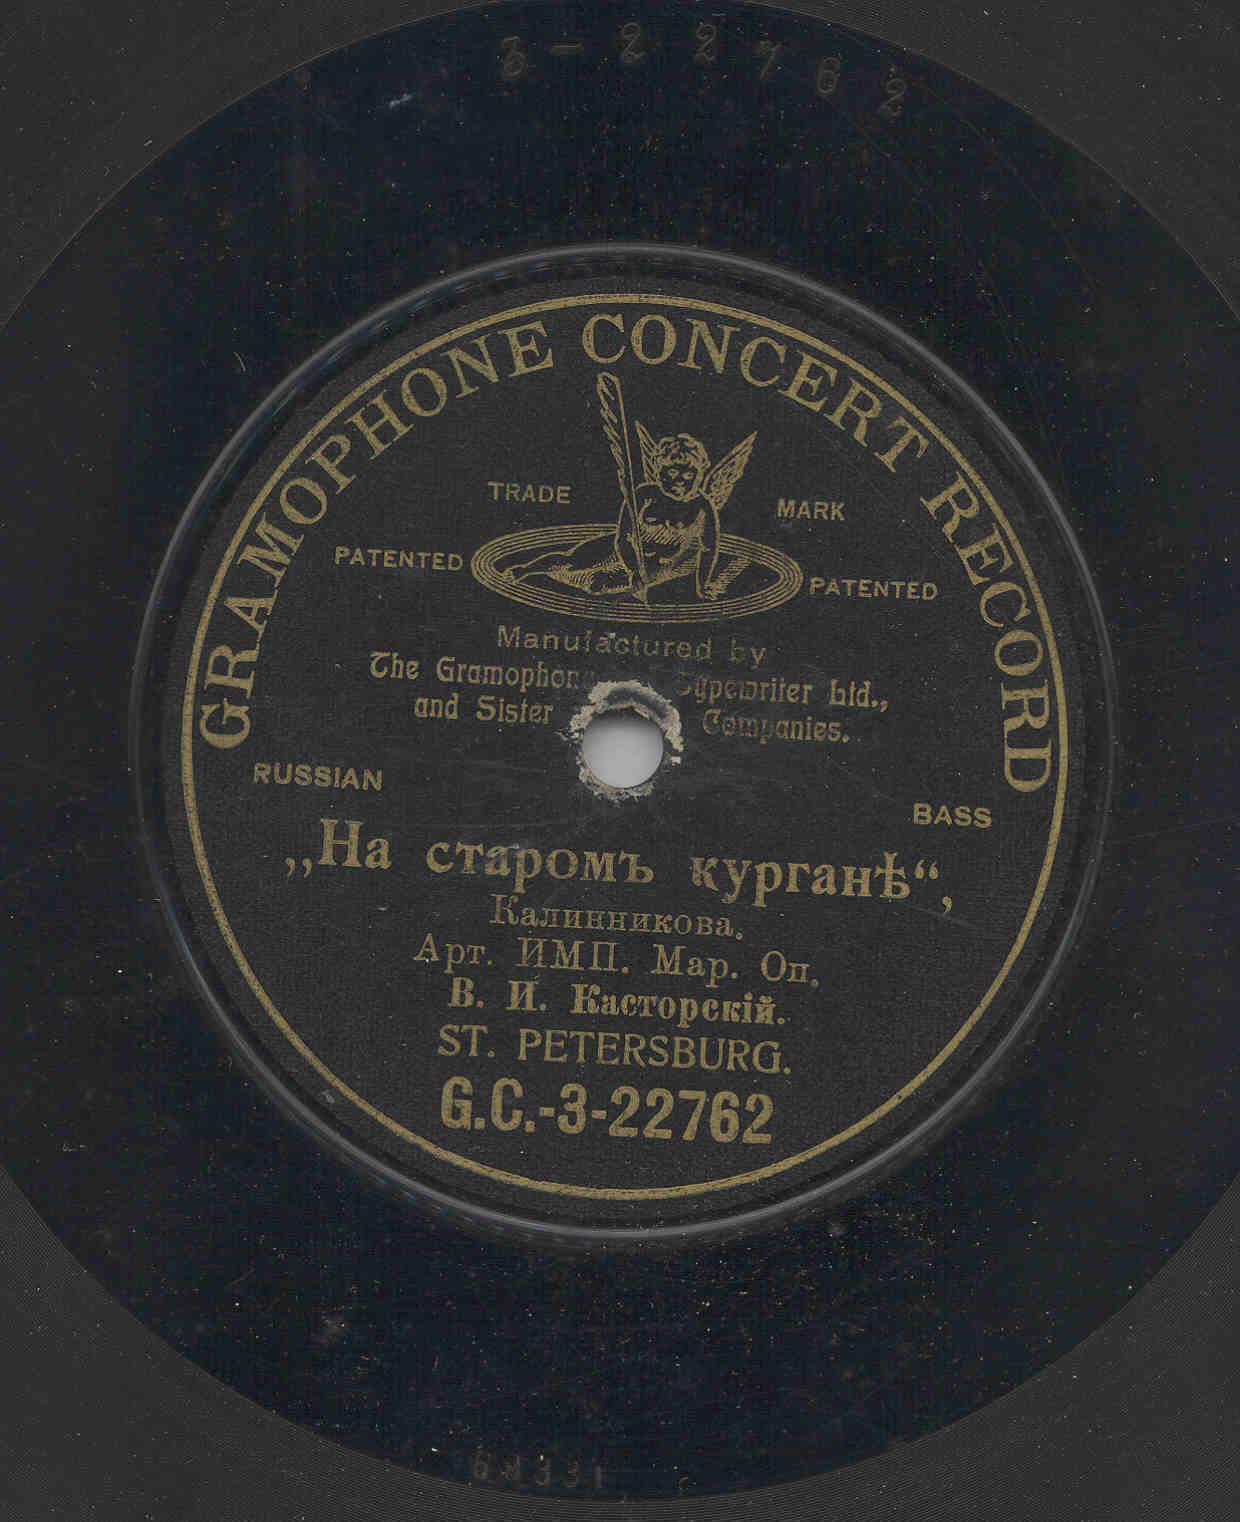 3-22762
GRAMOPHONE CONCERT RECORD
TRADE MARK
PATENTED PATENTED
Manufactured by
The Gramophone Typewriter Ltd.,
and Sister Companies.
RUSSIAN
BASS
„На старомъ курганѣ“,
Калинникова.
Арт. ИМП. Мар. Оп.
В. И. Касторскій.
ST. PETERSBURG.
G.C.-3-22762